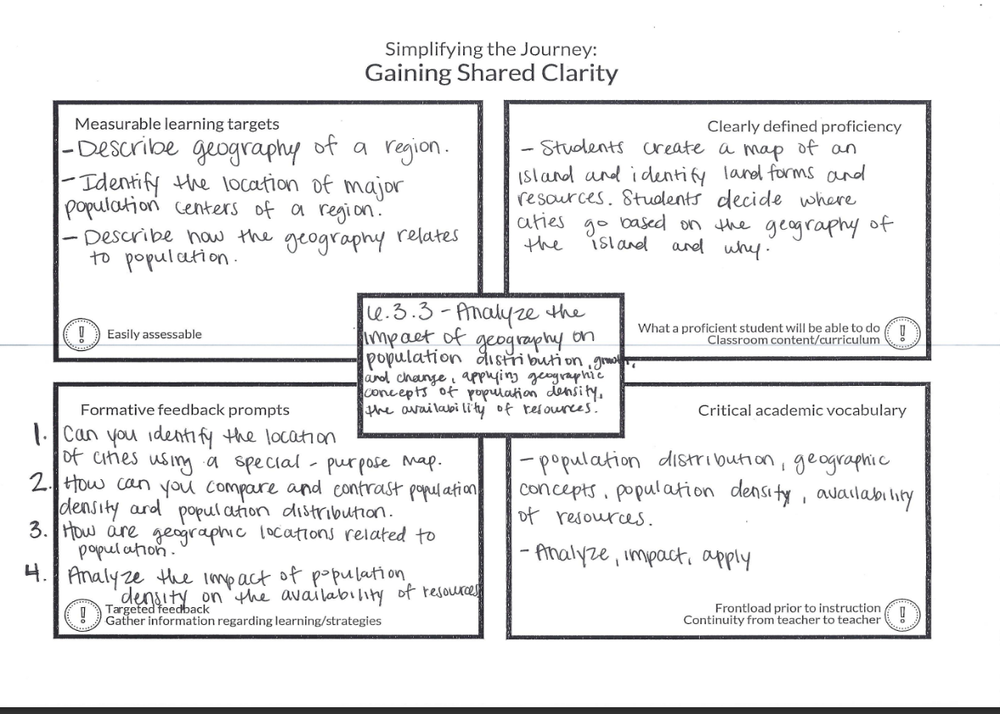 Simplifying the Journey:
Gaining Shared Clarity
Measurable learning targets
- Describe geography of a region.
- Identify the location of major
population centers of a region.
- Describe how the geography relates
to population.
! Easily assessable
Clearly defined proficiency
- Students create a map of an
island and identify landforms and
resources. Students decide where
cities go based on the geography of
the island and why.
What a proficient student will be able to do
Classroom content/curriculum !
6.3.3 - Analyze the
impact of geography on
population distribution, growth,
and change, applying geographic
concepts of population density,
the availability of resources.
Formative feedback prompts
1. Can you identify the location
of cities using a special-purpose map.
2. How can you compare and contrast population
density and population distribution.
3. How are geographic locations related to
population.
4. Analyze the impact of population
density on the availability of resources
! Targeted feedback
Gather information regarding learning/strategies
Critical academic vocabulary
- population distribution, geographic
concepts, population density, availability
of resources.
- Analyze, impact, apply
Frontload prior to instruction
Continuity from teacher to teacher !